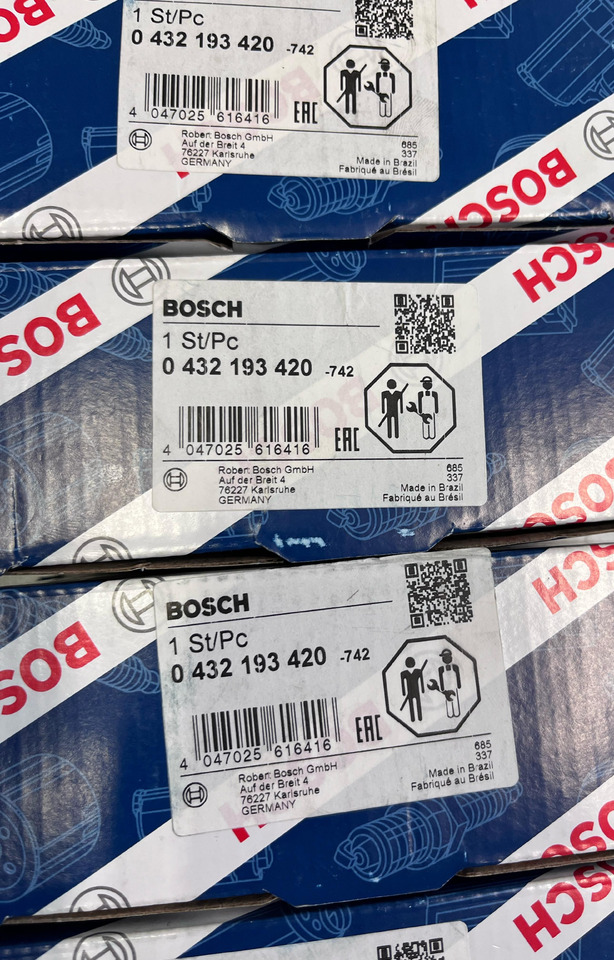 BOSCH
1 St/Pc
0 432 193 420 -742
4 047025 616416
EAC
Robert Bosch GmbH
Auf der Breit 4
76227 Karlsruhe
GERMANY
685
337
Made in Brazil
Fabriqué au Brésil
BOSCH
BOSCH
BOSCH
BOSCH
BOSCH
1 St/Pc
0 432 193 420 -742
4 047025 616416
EAC
Robert Bosch GmbH
Auf der Breit 4
76227 Karlsruhe
GERMANY
685
337
Made in Brazil
Fabriqué au Brésil
BOSCH
BOSCH
BOSCH
BOSCH
1 St/Pc
0 432 193 420 -742
4 047025 616416
EAC
Robert Bosch GmbH
Auf der Breit 4
76227 Karlsruhe
GERMANY
685
337
Made in Brazil
Fabriqué au Brésil
BOSCH
BOSCH